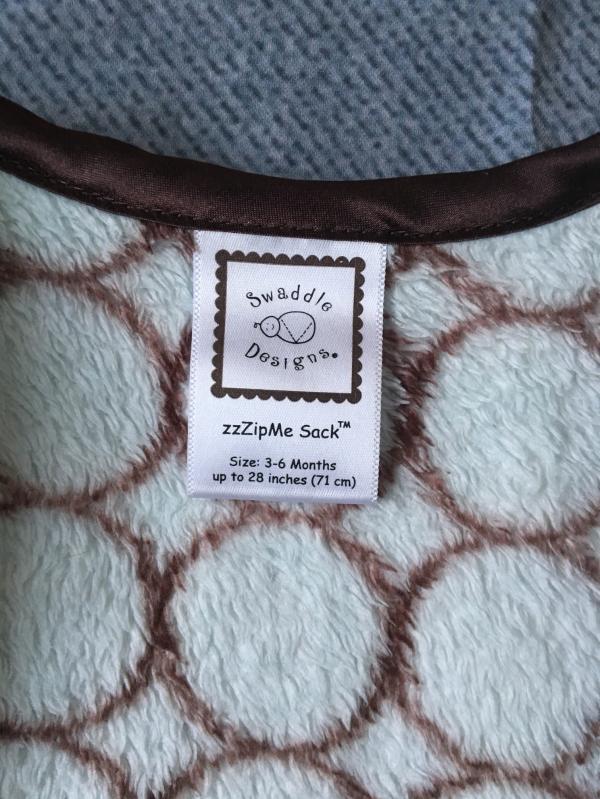 Swaddle
Designs.
zzZipMe Sack™
Size: 3-6 Months
up to 28 inches (71 cm)